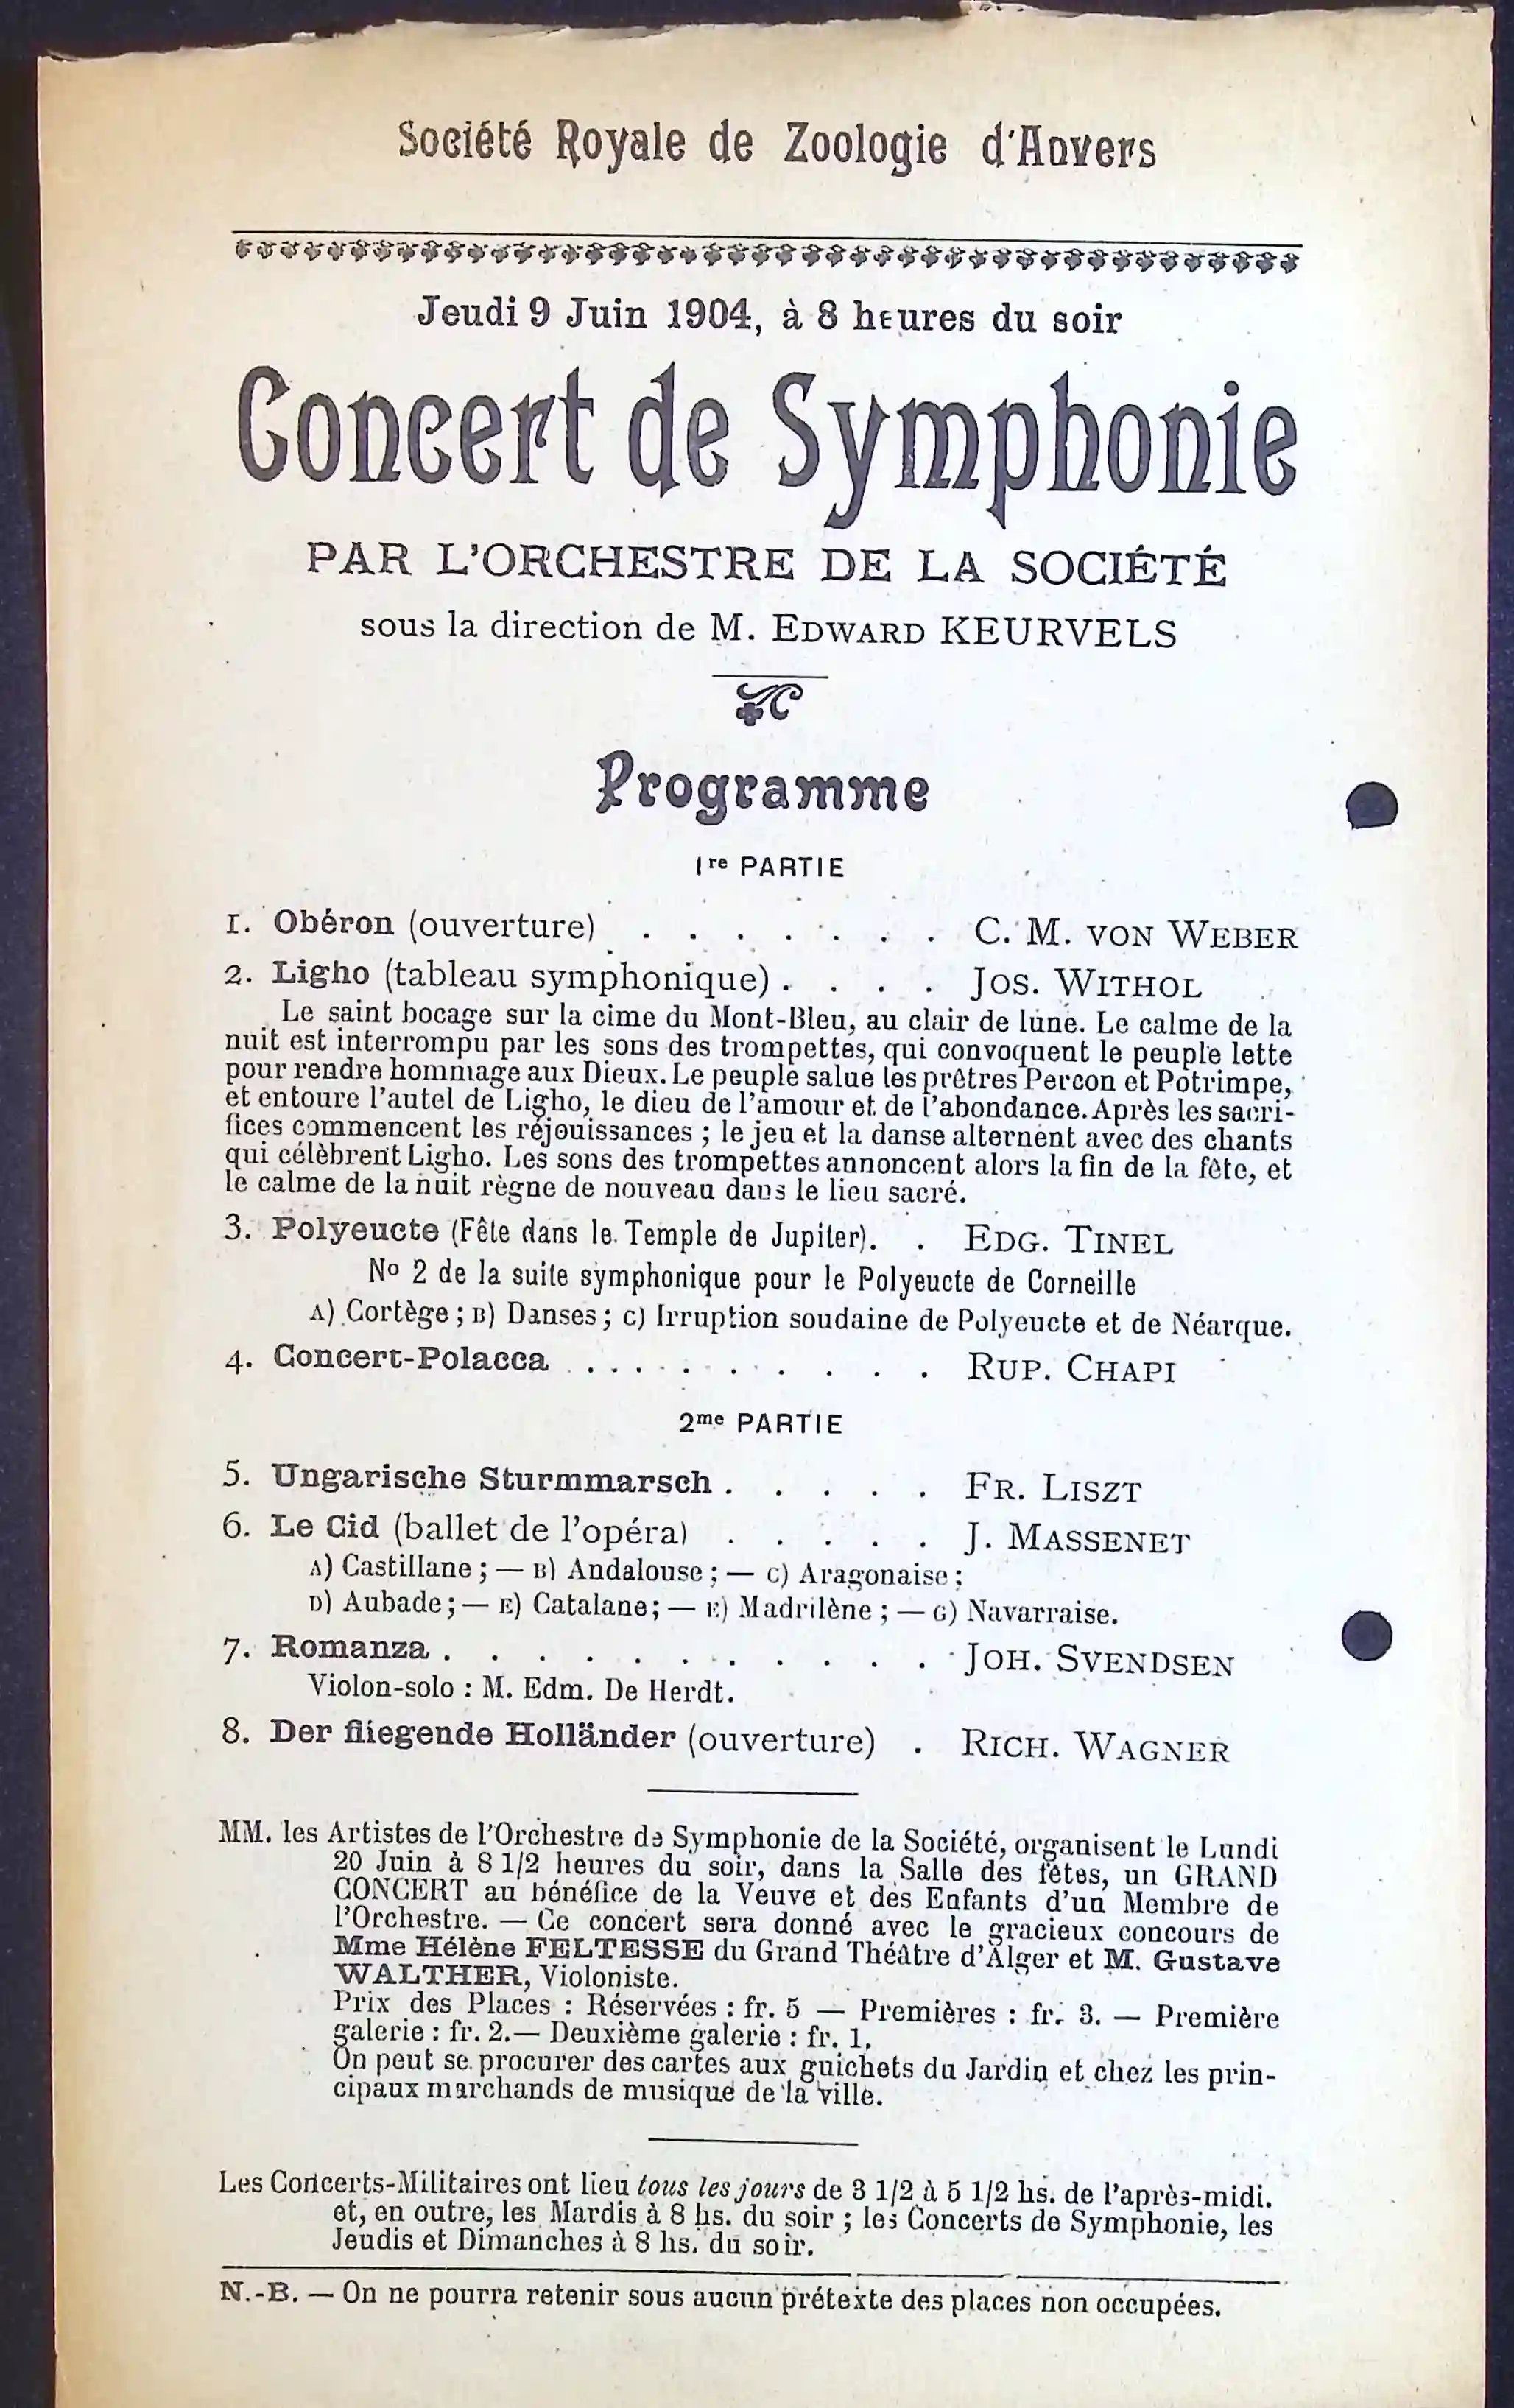 Société Royale de Zoologie d'Anvers
Jeudi 9 Juin 1904, à 8 heures du soir
Concert de Symphonie
PAR L'ORCHESTRE DE LA SOCIÉTÉ
sous la direction de M. EDWARD KEURVELS
Programme
1re PARTIE
1. Obéron (ouverture) . . . . . . . C. M. VON WEBER
2. Ligho (tableau symphonique) . . . . JOS. WITHOL
Le saint bocage sur la cime du Mont-Bleu, au clair de lune. Le calme de la
nuit est interrompu par les sons des trompettes, qui convoquent le peuple lette
pour rendre hommage aux Dieux. Le peuple salue les prêtres Percon et Potrimpe,
et entoure l'autel de Ligho, le dieu de l'amour et de l'abondance. Après les sacri-
fices commencent les réjouissances ; le jeu et la danse alternent avec des chants
qui célèbrent Ligho. Les sons des trompettes annoncent alors la fin de la fête, et
le calme de la nuit règne de nouveau dans le lieu sacré.
3. Polyeucte (Fête dans le Temple de Jupiter). . EDG. TINEL
No 2 de la suite symphonique pour le Polyeucte de Corneille
A) Cortège ; B) Danses ; C) Irruption soudaine de Polyeucte et de Néarque.
4. Concert-Polacca . . . . . . . . . . RUP. CHAPI
2me PARTIE
5. Ungarische Sturmmarsch . . . . . FR. LISZT
6. Le Cid (ballet de l'opéra) . . . . . J. MASSENET
A) Castillane ; — B) Andalouse ; — C) Aragonaise ;
D) Aubade ; — E) Catalane ; — E) Madrilène ; — G) Navarraise.
7. Romanza . . . . . . . . . . . JOH. SVENDSEN
Violon-solo : M. Edm. De Herdt.
8. Der fliegende Holländer (ouverture) . RICH. WAGNER
MM. les Artistes de l'Orchestre de Symphonie de la Société, organisent le Lundi
20 Juin à 8 1/2 heures du soir, dans la Salle des fêtes, un GRAND
CONCERT au bénéfice de la Veuve et des Enfants d'un Membre de
l'Orchestre. — Ce concert sera donné avec le gracieux concours de
Mme Hélène FELTESSE du Grand Théâtre d'Alger et M. Gustave
WALTHER, Violoniste.
Prix des Places : Réservées : fr. 5 — Premières : fr. 3. — Première
galerie : fr. 2. — Deuxième galerie : fr. 1.
On peut se procurer des cartes aux guichets du Jardin et chez les prin-
cipaux marchands de musique de la ville.
Les Concerts-Militaires ont lieu tous les jours de 3 1/2 à 5 1/2 hs. de l'après-midi.
et, en outre, les Mardis à 8 hs. du soir ; les Concerts de Symphonie, les
Jeudis et Dimanches à 8 hs. du soir.
N.-B. — On ne pourra retenir sous aucun prétexte des places non occupées.